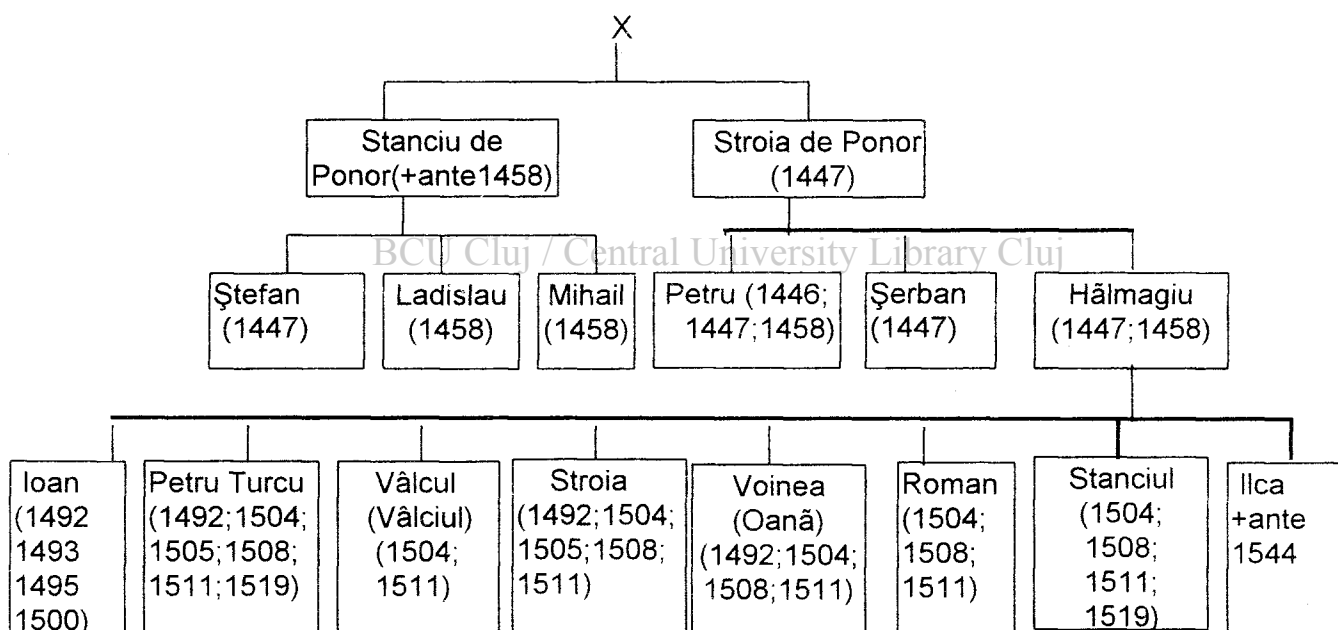 X
Stanciu de
Ponor(+ante1458)
Stroia de Ponor
(1447)
BCU Cluj / Central University Library Cluj
Ştefan
(1447)
Ladislau
(1458)
Mihail
(1458)
Petru (1446;
1447;1458)
Şerban
(1447)
Hãlmagiu
(1447;1458)
Ioan
(1492
1493
1495
1500)
Petru Turcu
(1492;1504;
1505;1508;
1511;1519)
Vâlcul
(Vâlciul)
(1504;
1511)
Stroia
(1492;1504;
1505;1508;
1511)
Voinea
(Oanã)
(1492;1504;
1508;1511)
Roman
(1504;
1508;
1511)
Stanciul
(1504;
1508;
1511;
1519)
Ilca
+ante
1544